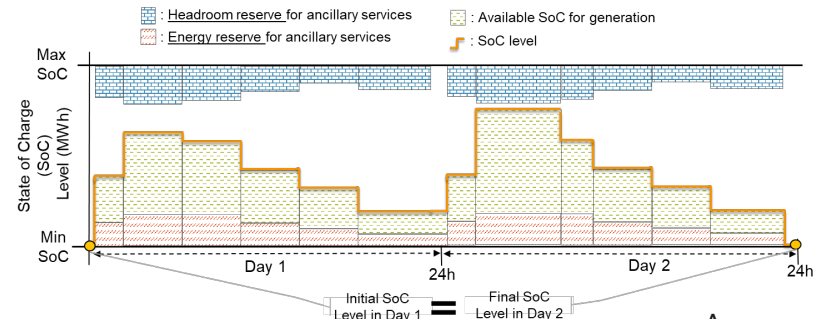 : Headroom reserve for ancillary services
: Energy reserve for ancillary services
: Available SoC for generation
: SoC level
Max
SoC
State of Charge
(SoC)
Level (MWh)
Min
SoC
Day 1
24h
Day 2
24h
Initial SoC
Level in Day 1
=
Final SoC
Level in Day 2